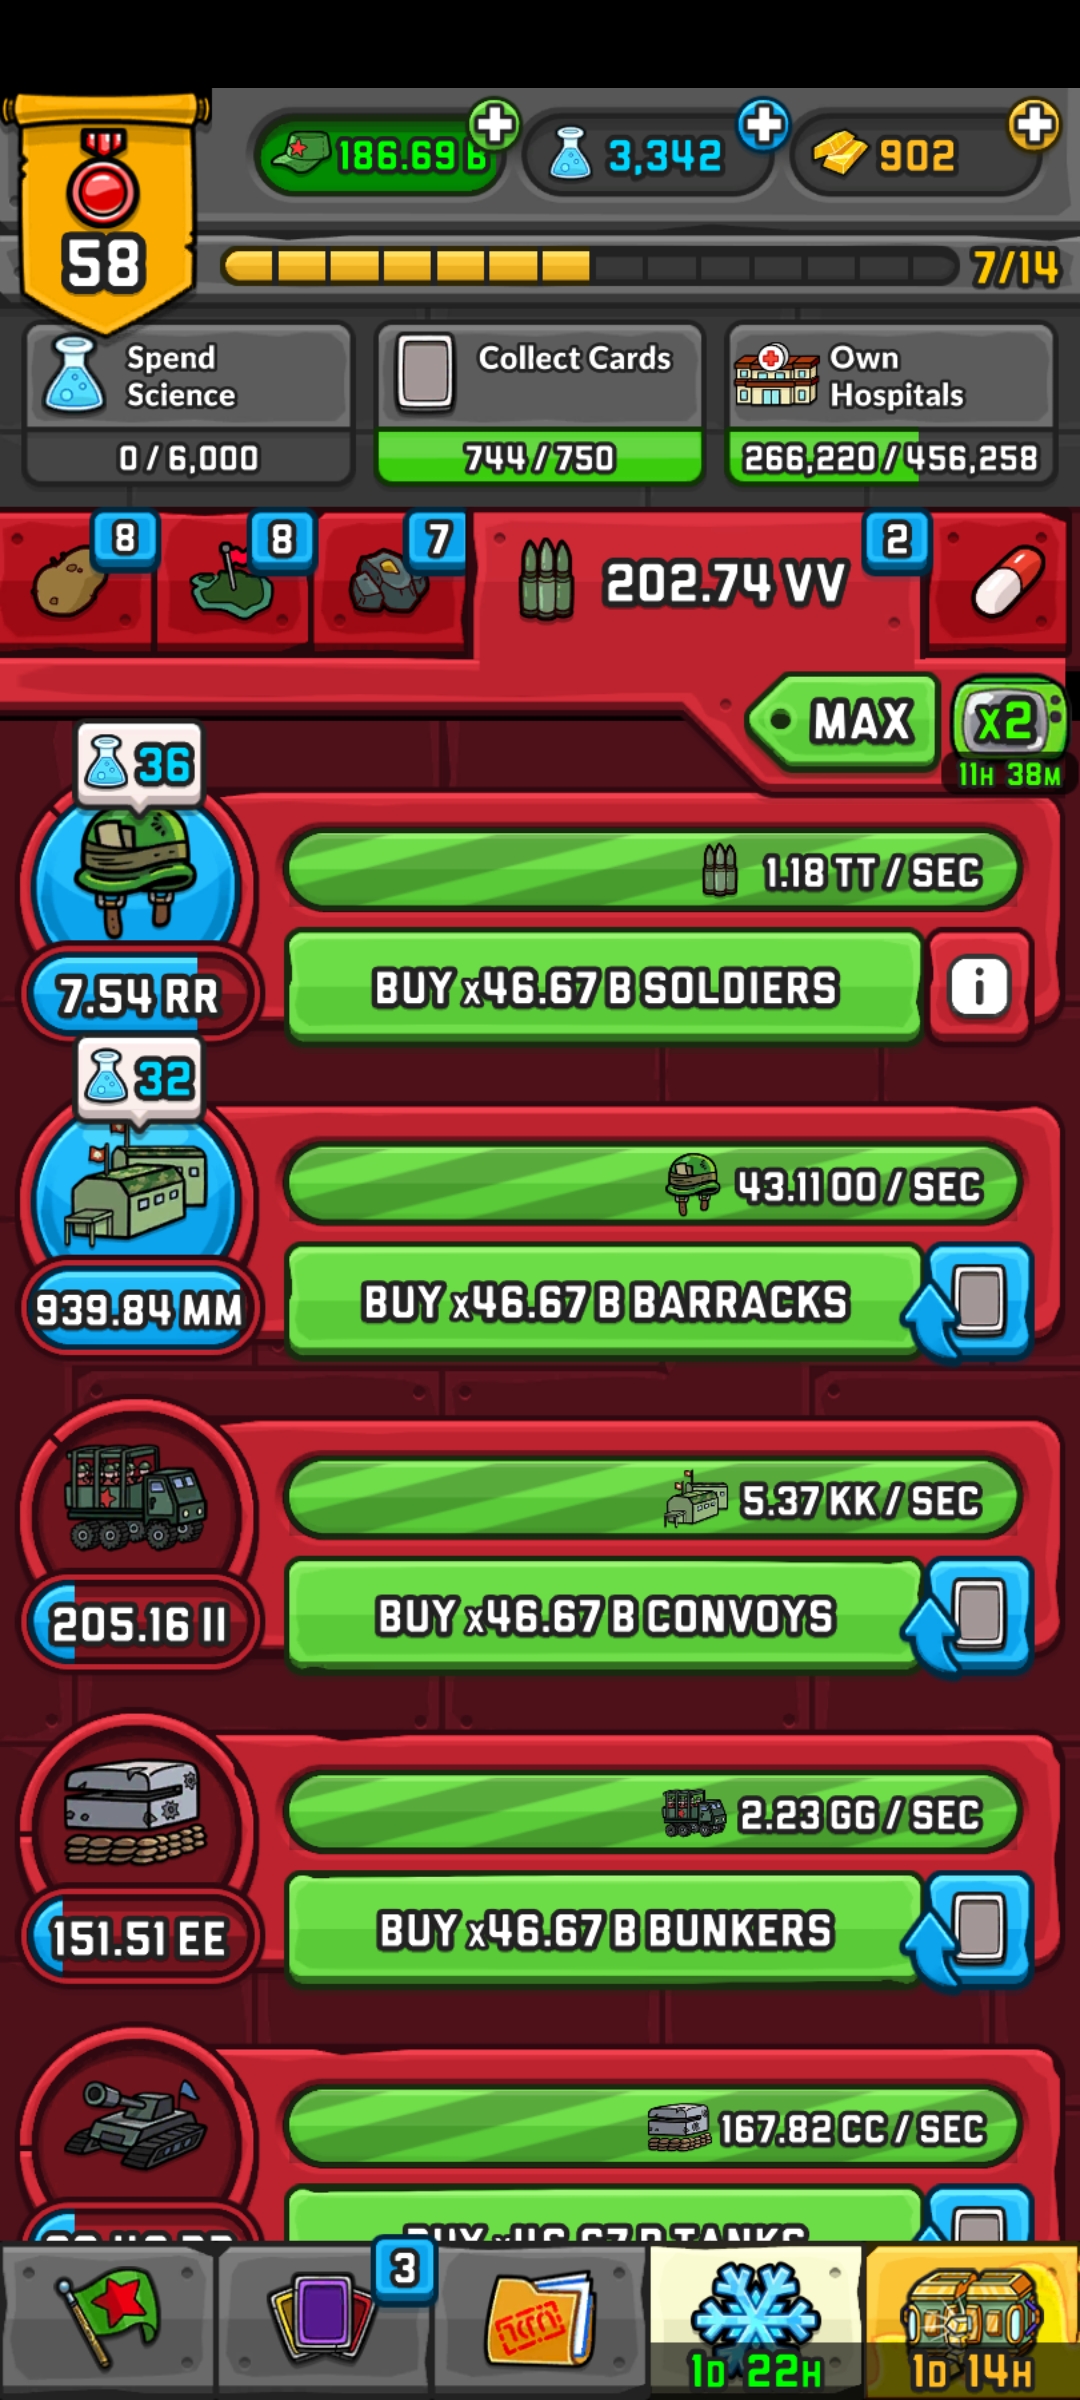 186.69 B
3,342
902
58
7/14
Spend
Science
0 / 6,000
Collect Cards
744 / 750
Own
Hospitals
266,220 / 456,258
8
8
7
202.74 VV
2
MAX
x2
11H 38M
36
1.18 TT / SEC
7.54 RR
BUY x46.67 B SOLDIERS
i
32
43.11 OO / SEC
939.84 MM
BUY x46.67 B BARRACKS
5.37 KK / SEC
205.16 II
BUY x46.67 B CONVOYS
2.23 GG / SEC
151.51 EE
BUY x46.67 B BUNKERS
167.82 CC / SEC
BUY x46.67 B TANKS
3
1D 22H
1D 14H